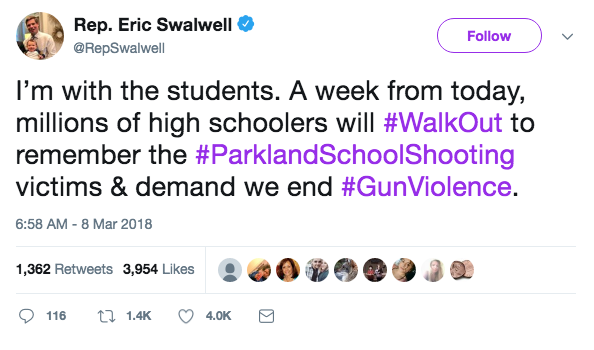 Rep. Eric Swalwell
@RepSwalwell
Follow
I’m with the students. A week from today,
millions of high schoolers will #WalkOut to
remember the #ParklandSchoolShooting
victims & demand we end #GunViolence.
6:58 AM - 8 Mar 2018
1,362 Retweets 3,954 Likes
116 1.4K 4.0K